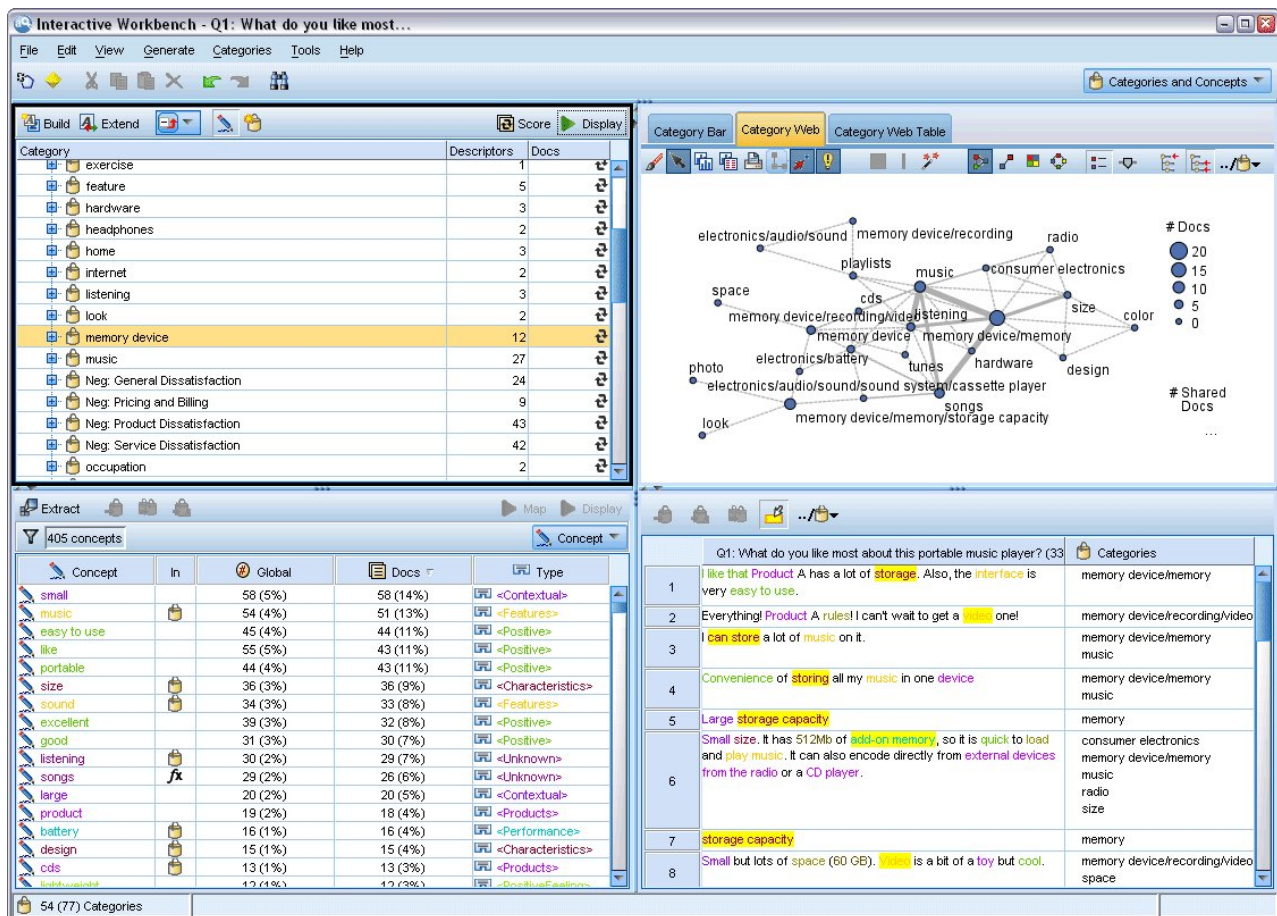 Interactive Workbench - Q1: What do you like most...
File Edit View Generate Categories Tools Help
Categories and Concepts
Build Extend Score Display
Category Descriptors Docs
exercise 1
feature 5
hardware 3
headphones 2
home 3
internet 2
listening 3
look 2
memory device 12
music 27
Neg: General Dissatisfaction 24
Neg: Pricing and Billing 9
Neg: Product Dissatisfaction 43
Neg: Service Dissatisfaction 42
occupation 2
Category Bar Category Web Category Web Table
../
electronics/audio/sound memory device/recording radio # Docs
playlists music consumer electronics 20
15
space cds size 10
memory device/recording/video listening color 5
memory device memory device/memory 0
electronics/battery tunes hardware design
photo
electronics/audio/sound/sound system/cassette player
songs # Shared
Docs
memory device/memory/storage capacity
look ...
Extract Map Display
405 concepts Concept
Concept In Global Docs Type
small 58 (5%) 58 (14%) <Contextual>
music 54 (4%) 51 (13%) <Features>
easy to use 45 (4%) 44 (11%) <Positive>
like 55 (5%) 43 (11%) <Positive>
portable 44 (4%) 43 (11%) <Positive>
size 36 (3%) 36 (9%) <Characteristics>
sound 34 (3%) 33 (8%) <Features>
excellent 39 (3%) 32 (8%) <Positive>
good 31 (3%) 30 (7%) <Positive>
listening 30 (2%) 29 (7%) <Unknown>
songs fx 29 (2%) 26 (6%) <Unknown>
large 20 (2%) 20 (5%) <Contextual>
product 19 (2%) 18 (4%) <Products>
battery 16 (1%) 16 (4%) <Performance>
design 15 (1%) 15 (4%) <Characteristics>
cds 13 (1%) 13 (3%) <Products>
lightweight 12 (1%) 12 (3%) <PositiveFeeling>
../
Q1: What do you like most about this portable music player? (33 Categories
1 I like that Product A has a lot of storage. Also, the interface is memory device/memory
very easy to use.
2 Everything! Product A rules! I can't wait to get a video one! memory device/recording/video
3 I can store a lot of music on it. memory device/memory
music
4 Convenience of storing all my music in one device memory device/memory
music
5 Large storage capacity memory
6 Small size. It has 512Mb of add-on memory, so it is quick to load consumer electronics
and play music. It can also encode directly from external devices memory device/memory
from the radio or a CD player. music
radio
size
7 storage capacity memory
8 Small but lots of space (60 GB). Video is a bit of a toy but cool. memory device/recording/video
space
54 (77) Categories